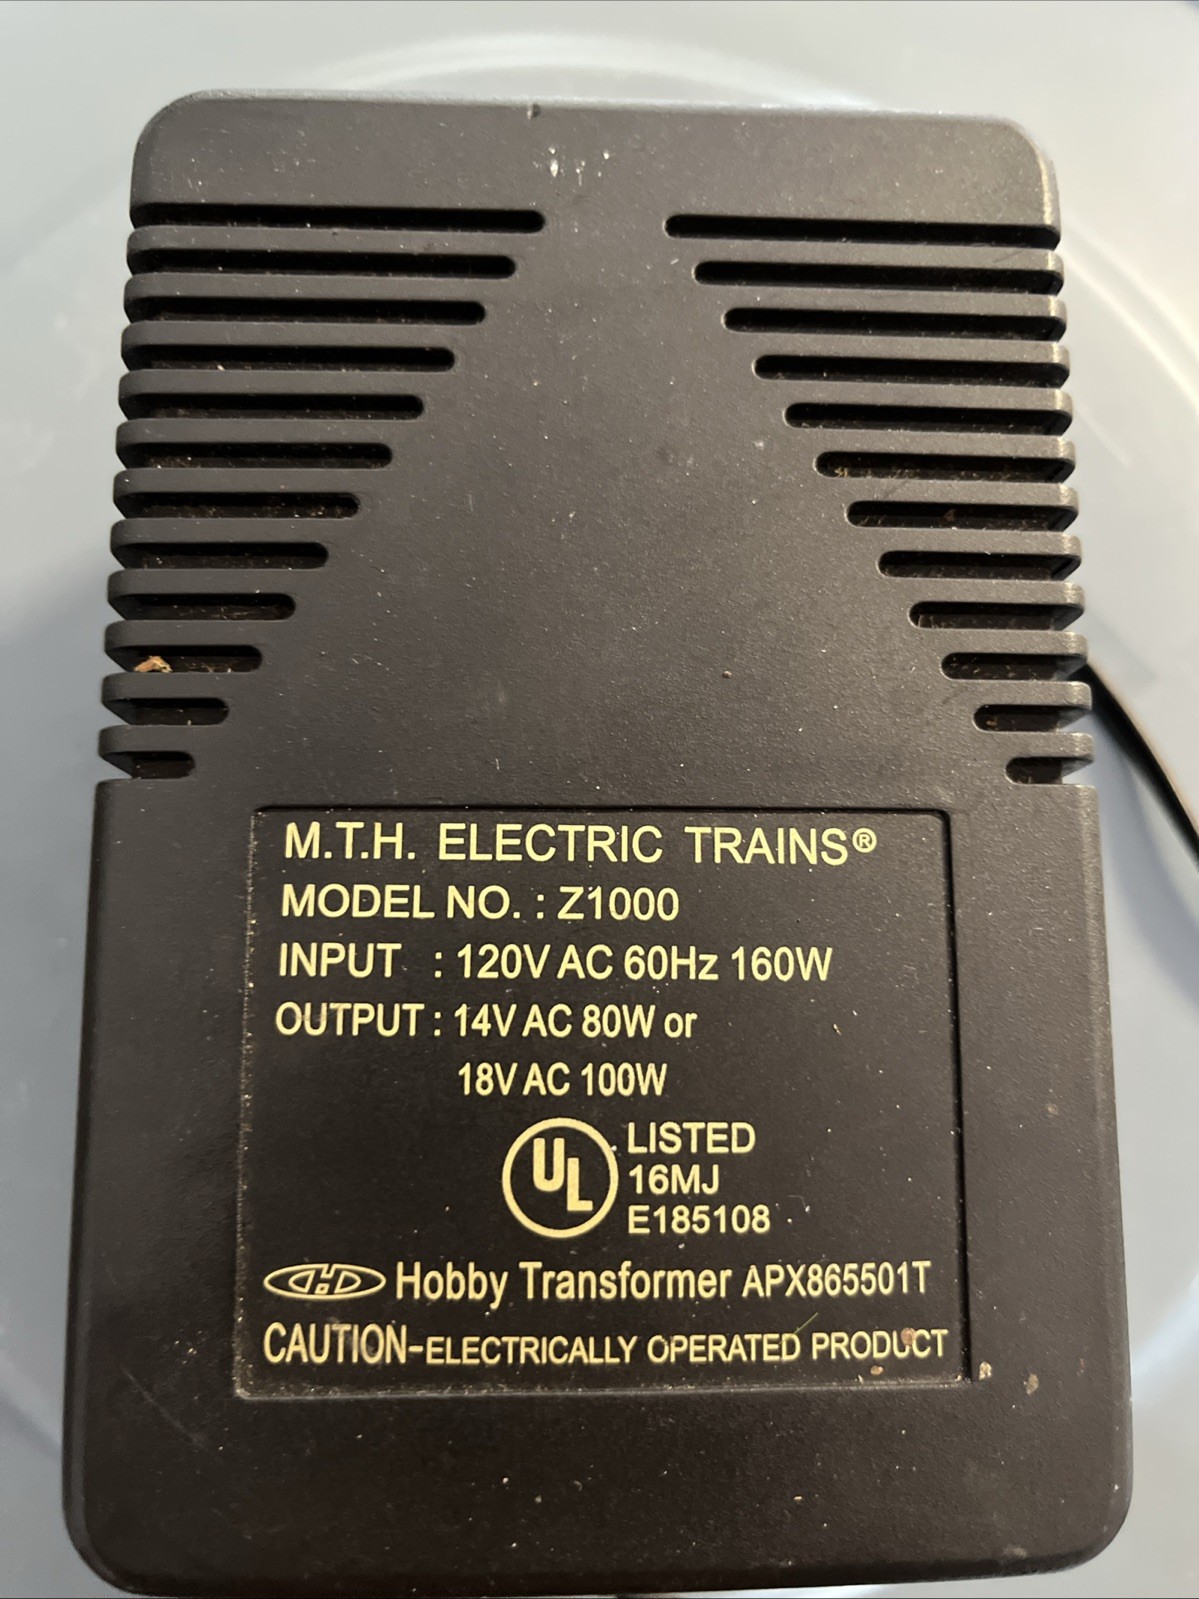 M.T.H. ELECTRIC TRAINS®
MODEL NO. : Z1000
INPUT : 120V AC 60Hz 160W
OUTPUT : 14V AC 80W or
18V AC 100W
UL LISTED
16MJ
E185108
Hobby Transformer APX865501T
CAUTION-ELECTRICALLY OPERATED PRODUCT